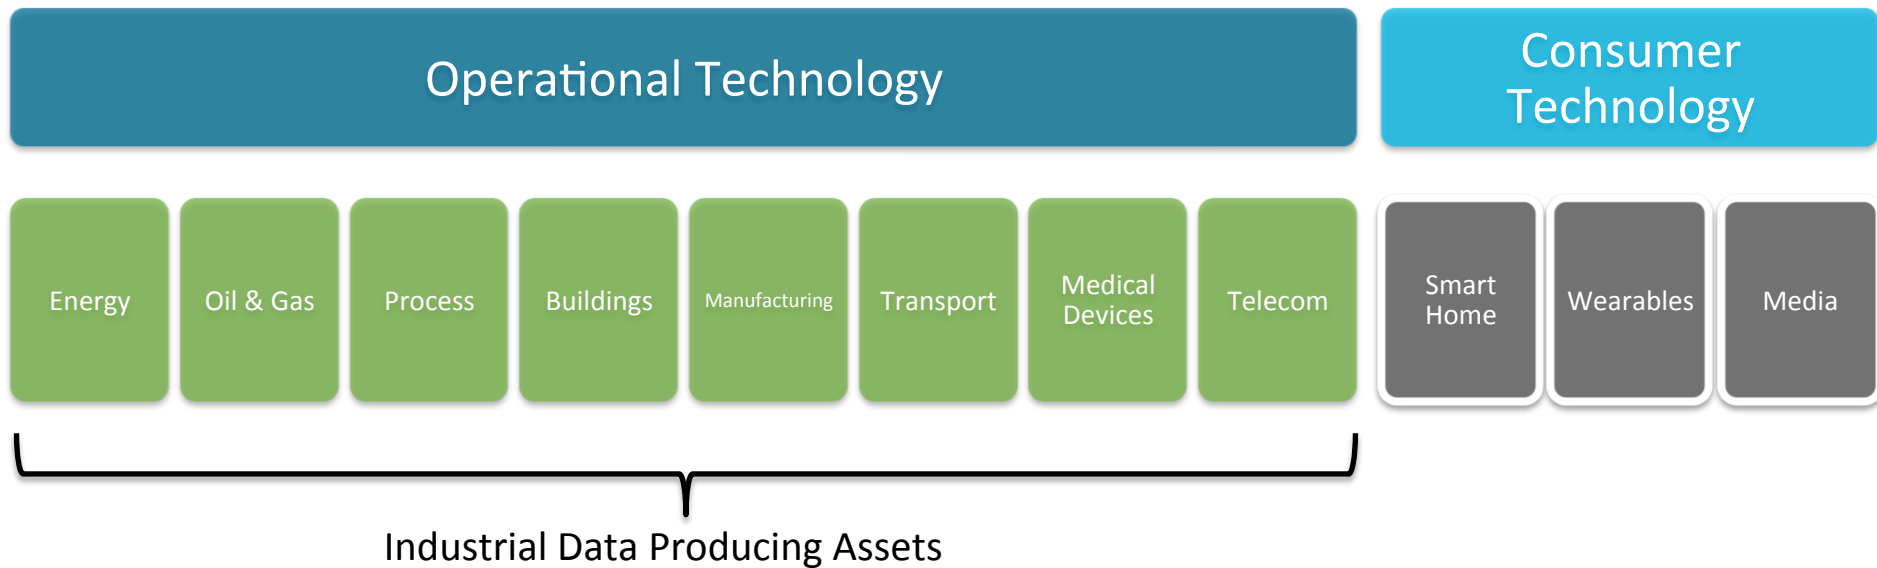 Operational Technology
Consumer
Technology
Energy
Oil & Gas
Process
Buildings
Manufacturing
Transport
Medical
Devices
Telecom
Smart
Home
Wearables
Media
Industrial Data Producing Assets